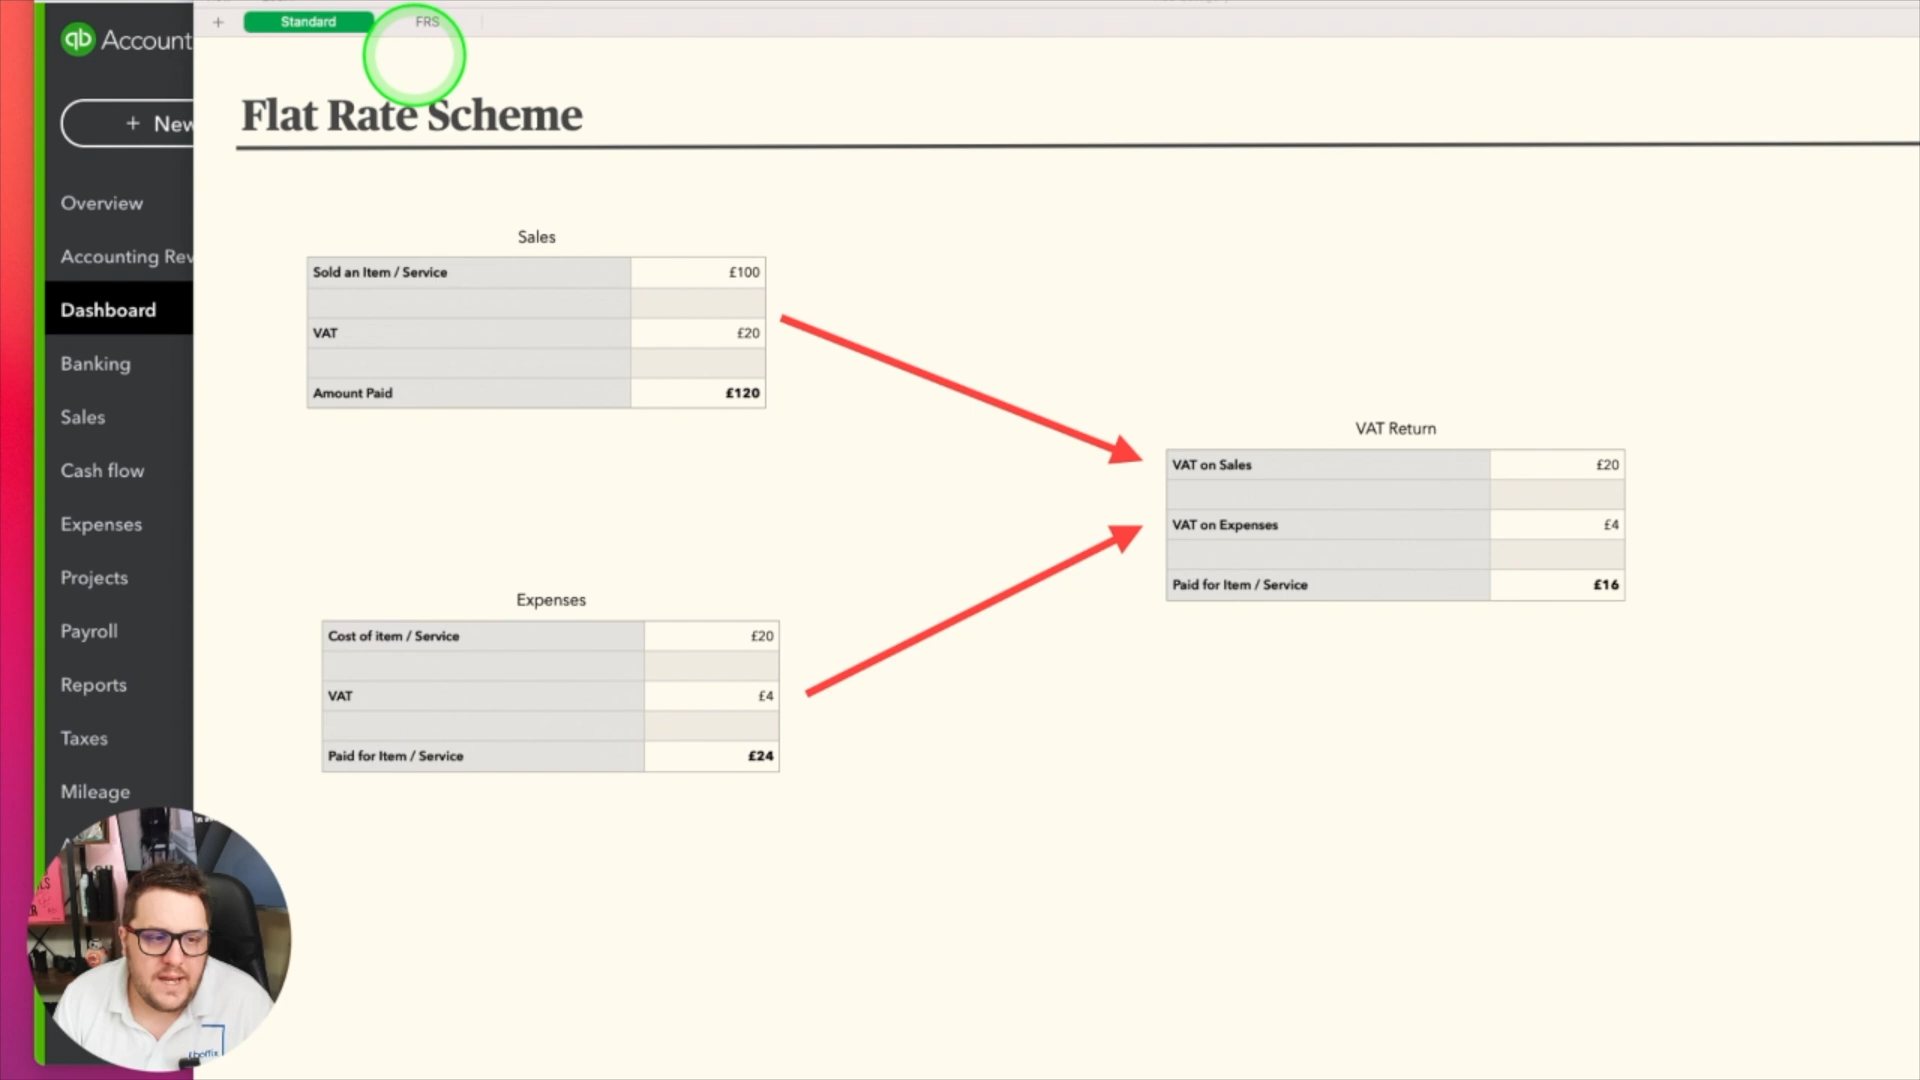 + Standard FRS
qb Account
+ New
Overview
Accounting Rev
Dashboard
Banking
Sales
Cash flow
Expenses
Projects
Payroll
Reports
Taxes
Mileage
Flat Rate Scheme
Sales
Sold an Item / Service £100
VAT £20
Amount Paid £120
Expenses
Cost of item / Service £20
VAT £4
Paid for Item / Service £24
VAT Return
VAT on Sales £20
VAT on Expenses £4
Paid for Item / Service £16